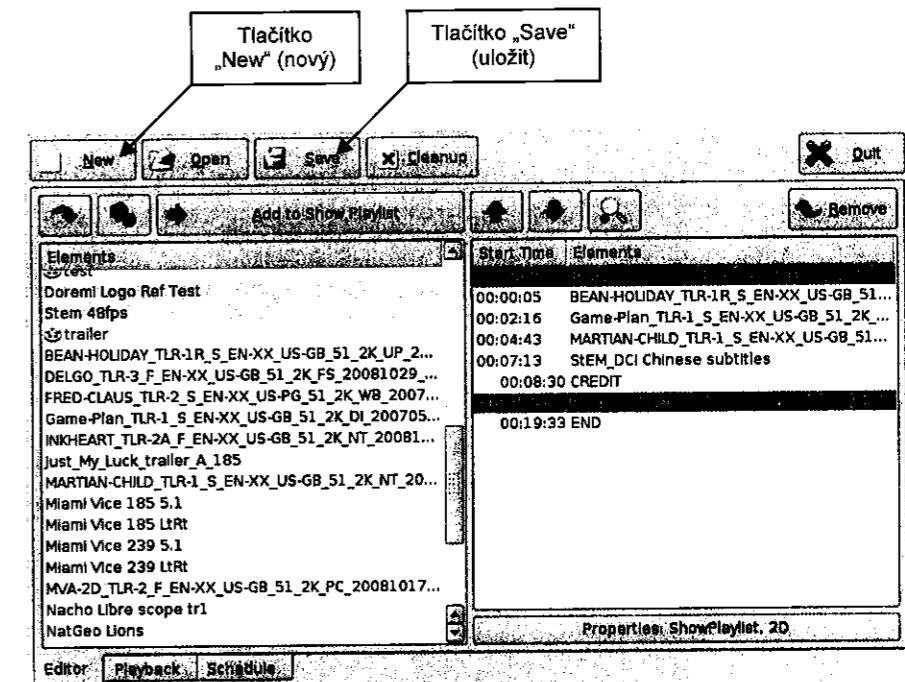 Tlačítko
„New“ (nový)
Tlačítko „Save“
(uložit)
New
Open
Save
Cleanup
Quit
Add to Show Playlist
Remove
Elements
test
Doremi Logo Ref Test
Stem 48fps
trailer
BEAN-HOLIDAY_TLR-1R_S_EN-XX_US-GB_51_2K_UP_2...
DELGO_TLR-3_F_EN-XX_US-GB_51_2K_FS_20081029_...
FRED-CLAUS_TLR-2_S_EN-XX_US-PG_51_2K_WB_2007...
Game-Plan_TLR-1_S_EN-XX_US-GB_51_2K_DI_200705...
INKHEART_TLR-2A_F_EN-XX_US-GB_51_2K_NT_20081...
Just_My_Luck_trailer_A_185
MARTIAN-CHILD_TLR-1_S_EN-XX_US-GB_51_2K_NT_20...
Miami Vice 185 5.1
Miami Vice 185 LtRt
Miami Vice 239 5.1
Miami Vice 239 LtRt
MVA-2D_TLR-2_F_EN-XX_US-GB_51_2K_PC_20081017...
Nacho Libre scope tr1
NatGeo Lions
Start Time Elements
00:00:05 BEAN-HOLIDAY_TLR-1R_S_EN-XX_US-GB_51...
00:02:16 Game-Plan_TLR-1_S_EN-XX_US-GB_51_2K_...
00:04:43 MARTIAN-CHILD_TLR-1_S_EN-XX_US-GB_51...
00:07:13 StEM_DCI Chinese subtitles
00:08:30 CREDIT
00:19:33 END
Properties: ShowPlaylist, 2D
Editor Playback Schedule